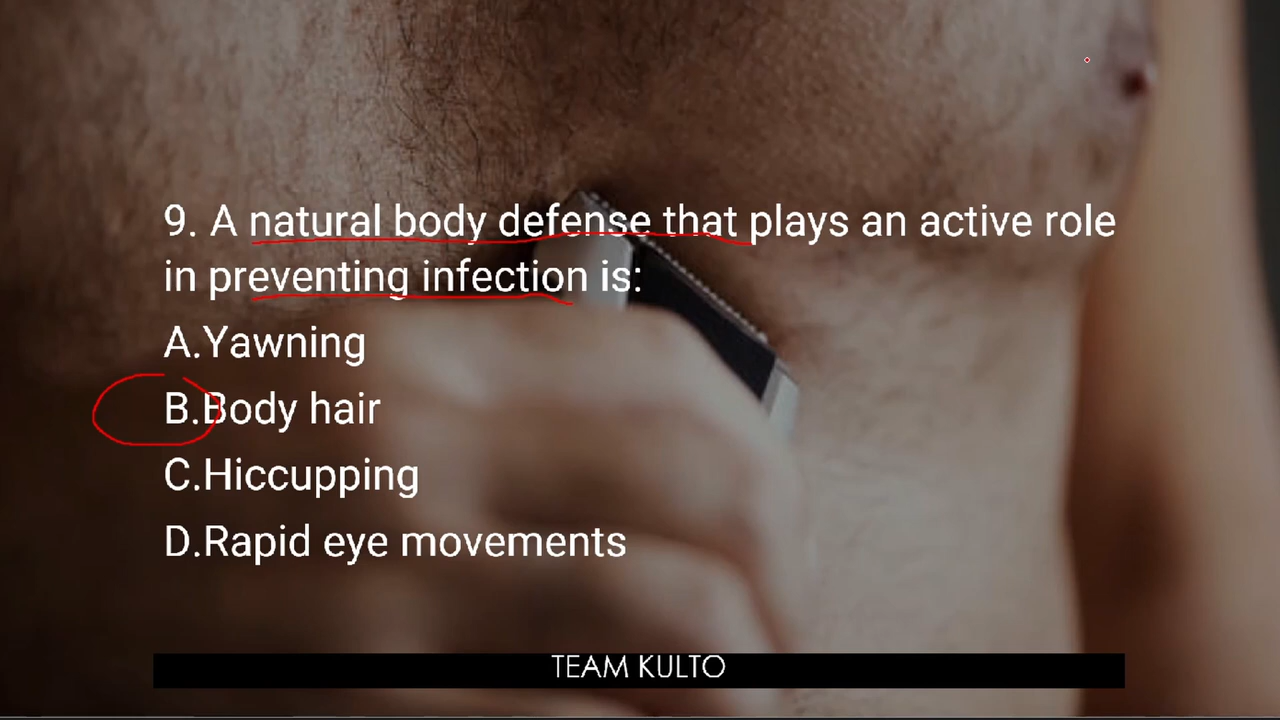 9. A natural body defense that plays an active role
in preventing infection is:
A.Yawning
B.Body hair
C.Hiccupping
D.Rapid eye movements
TEAM KULTO